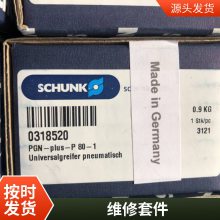 源头发货
SCHUNK
SC
0318520
PGN-plus-P 80-1
Universalgreifer pneumatisch
Made in Germany
0.9 KG
1 Stk/pc
3121
按时
发货
维修套件